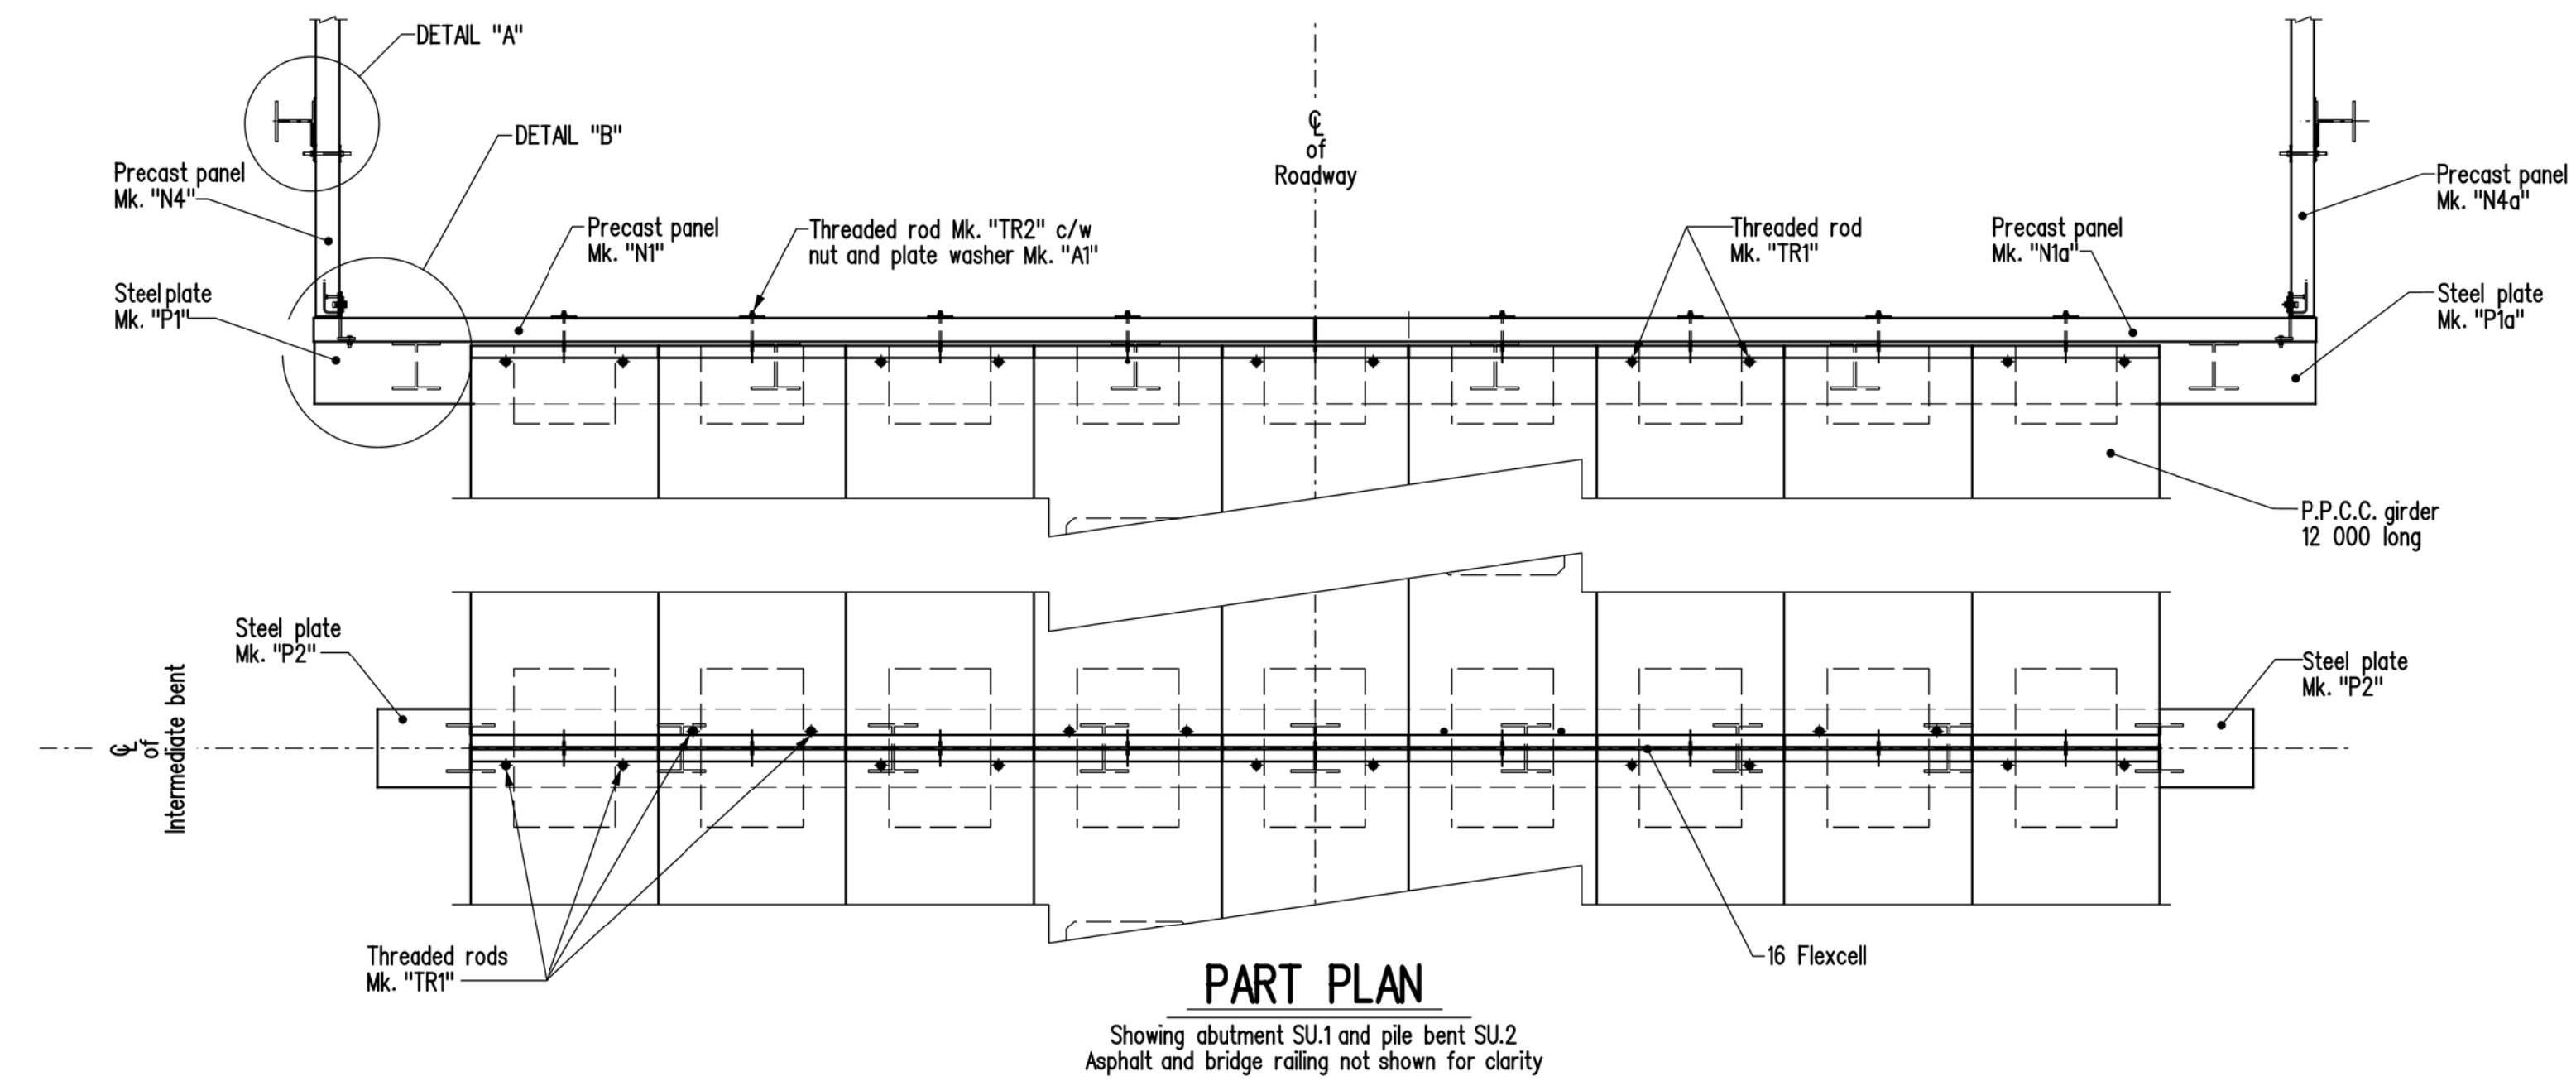 DETAIL "A"
DETAIL "B"
℄
of
Roadway
Precast panel
Mk. "N4"
Precast panel
Mk. "N4a"
Precast panel
Mk. "N1"
Threaded rod Mk. "TR2" c/w
nut and plate washer Mk. "A1"
Threaded rod
Mk. "TR1"
Precast panel
Mk. "N1a"
Steel plate
Mk. "P1"
Steel plate
Mk. "P1a"
P.P.C.C. girder
12 000 long
Steel plate
Mk. "P2"
Steel plate
Mk. "P2"
℄
of
Intermediate bent
Threaded rods
Mk. "TR1"
16 Flexcell
PART PLAN
Showing abutment SU.1 and pile bent SU.2
Asphalt and bridge railing not shown for clarity